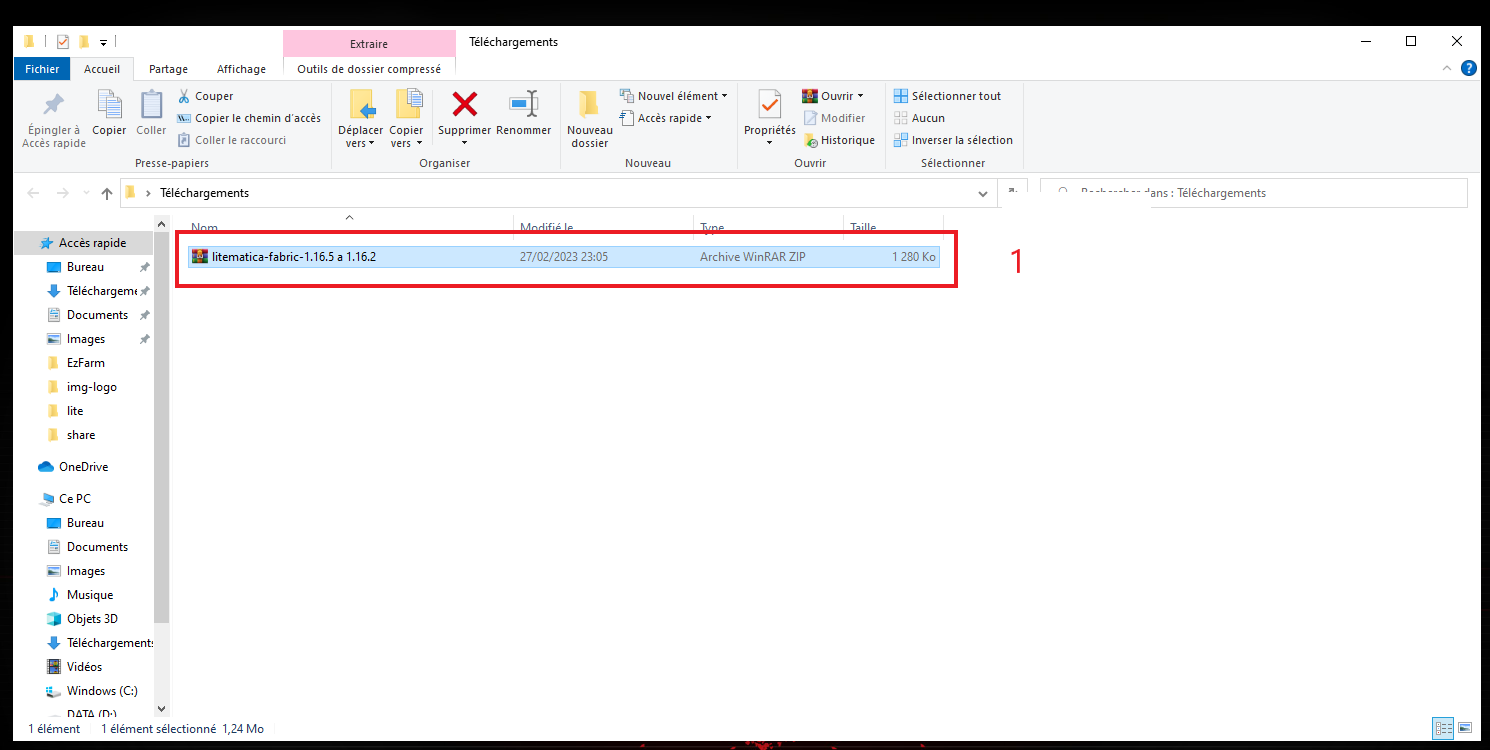 Extraire
Téléchargements
Fichier
Accueil
Partage
Affichage
Outils de dossier compressé
?
Épingler à
Accès rapide
Copier
Coller
Couper
Copier le chemin d'accès
Coller le raccourci
Presse-papiers
Déplacer
vers
Copier
vers
Supprimer
Renommer
Organiser
Nouveau
dossier
Nouvel élément
Accès rapide
Nouveau
Propriétés
Ouvrir
Modifier
Historique
Ouvrir
Sélectionner tout
Aucun
Inverser la sélection
Sélectionner
Téléchargements
Rechercher dans : Téléchargements
Nom
Modifié le
Type
Taille
litematica-fabric-1.16.5 a 1.16.2
27/02/2023 23:05
Archive WinRAR ZIP
1 280 Ko
1
Accès rapide
Bureau
Téléchargeme
Documents
Images
EzFarm
img-logo
lite
share
OneDrive
Ce PC
Bureau
Documents
Images
Musique
Objets 3D
Téléchargements
Vidéos
Windows (C:)
DATA (D:)
1 élément
1 élément sélectionné 1,24 Mo